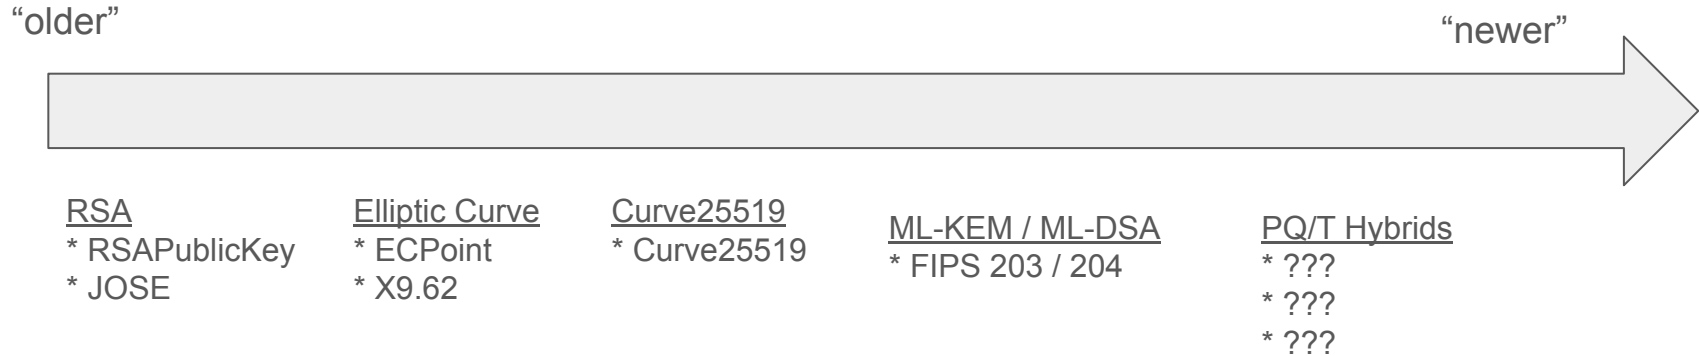 “older”
“newer”
RSA
* RSAPublicKey
* JOSE
Elliptic Curve
* ECPoint
* X9.62
Curve25519
* Curve25519
ML-KEM / ML-DSA
* FIPS 203 / 204
PQ/T Hybrids
* ???
* ???
* ???